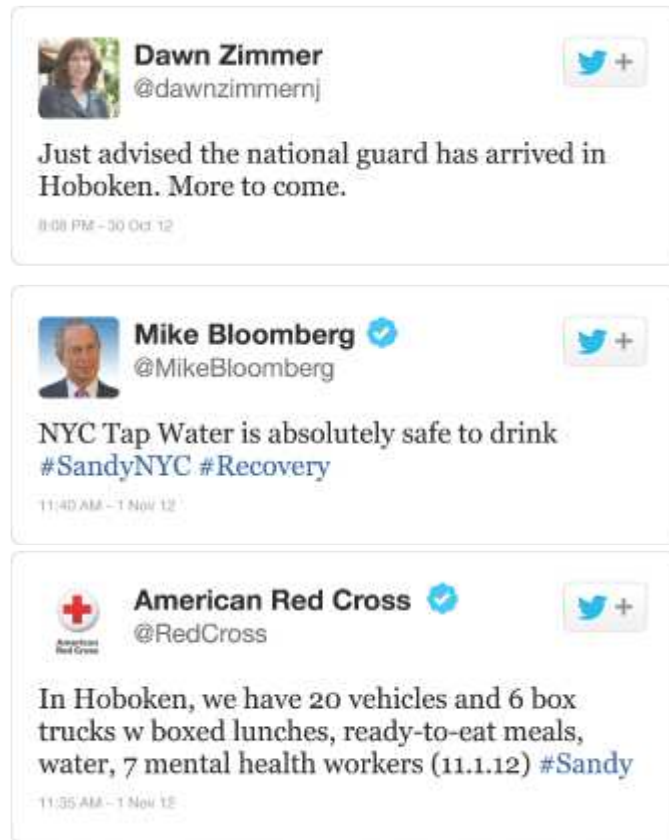 Dawn Zimmer
@dawnzimmernj
Just advised the national guard has arrived in
Hoboken. More to come.
8:08 PM - 30 Oct 12
Mike Bloomberg
@MikeBloomberg
NYC Tap Water is absolutely safe to drink
#SandyNYC #Recovery
11:40 AM - 1 Nov 12
American Red Cross
@RedCross
American
Red Cross
In Hoboken, we have 20 vehicles and 6 box
trucks w boxed lunches, ready-to-eat meals,
water, 7 mental health workers (11.1.12) #Sandy
11:35 AM - 1 Nov 12